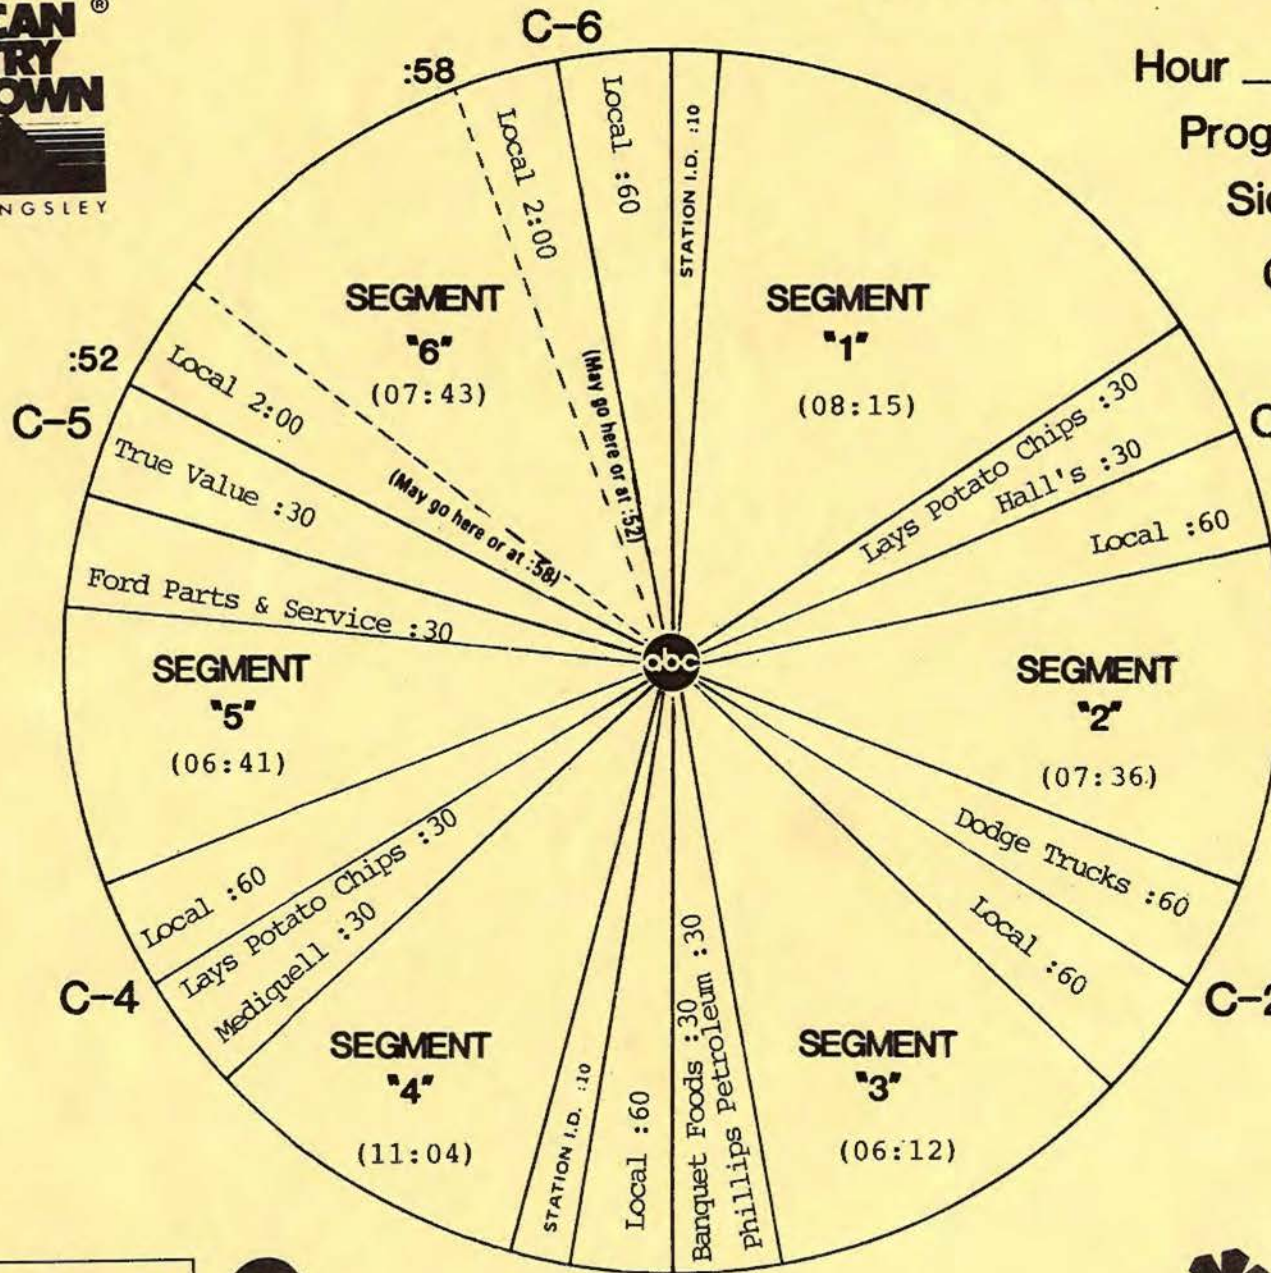 C-6
:58
Hour
Local 2:00
Local :60
STATION I.D. :10
NGSLEY
SEGMENT
"6"
(07:43)
SEGMENT
"1"
(08:15)
(May go here or at :52)
:52
Local 2:00
(May go here or at :58)
C-5
True Value :30
Ford Parts & Service :30
Lays Potato Chips :30
Hall's :30
Local :60
abc
SEGMENT
"5"
(06:41)
SEGMENT
"2"
(07:36)
Dodge Trucks :60
Local :60
C-2
Local :60
Lays Potato Chips :30
Mediquell :30
C-4
SEGMENT
"4"
(11:04)
STATION I.D. :10
Local :60
Banquet Foods :30
Phillips Petroleum :30
SEGMENT
"3"
(06:12)